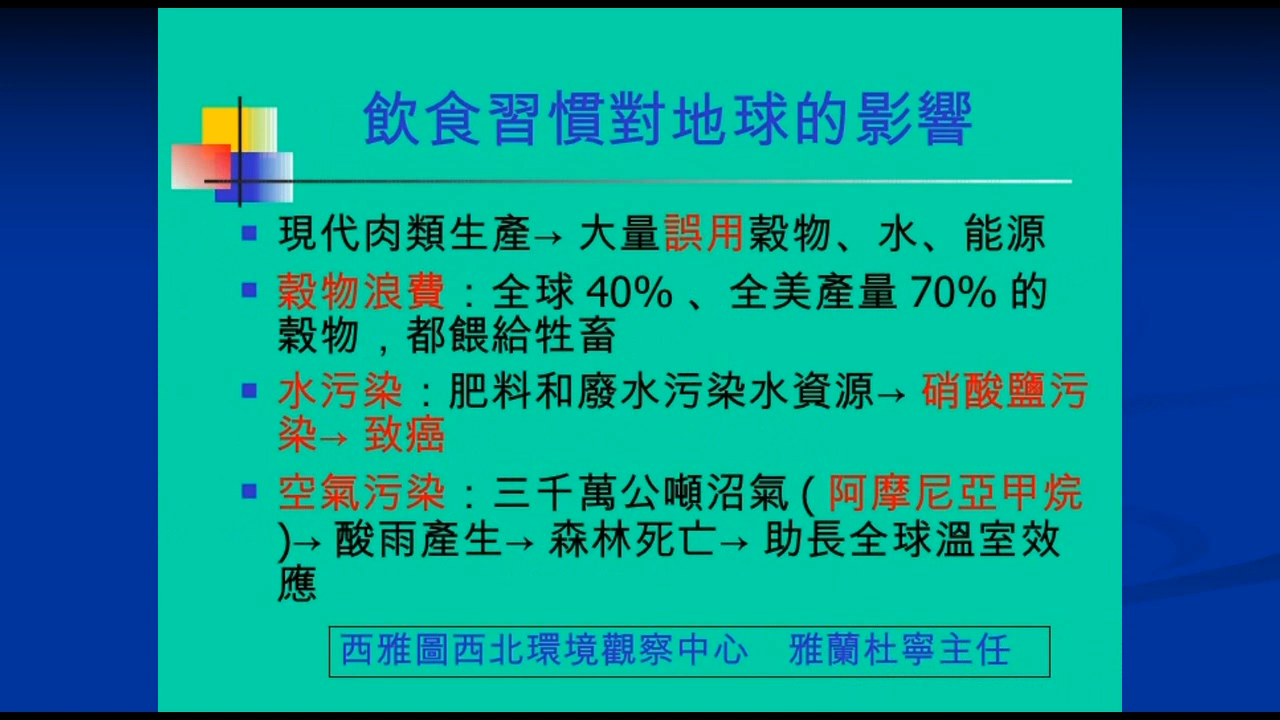 飲食習慣對地球的影響
現代肉類生產→ 大量誤用穀物、水、能源
穀物浪費：全球 40% 、全美產量 70% 的
穀物，都餵給牲畜
水污染：肥料和廢水污染水資源→ 硝酸鹽污
染→ 致癌
空氣污染：三千萬公噸沼氣 ( 阿摩尼亞甲烷
)→ 酸雨產生→ 森林死亡→ 助長全球溫室效
應
西雅圖西北環境觀察中心　雅蘭杜寧主任